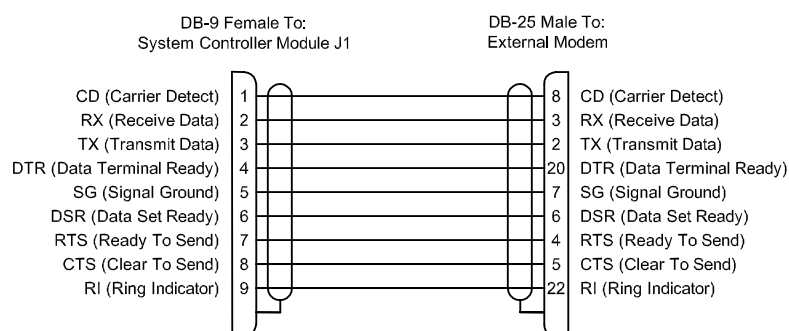 DB-9 Female To:
System Controller Module J1
DB-25 Male To:
External Modem
CD (Carrier Detect) 1 8 CD (Carrier Detect)
RX (Receive Data) 2 3 RX (Receive Data)
TX (Transmit Data) 3 2 TX (Transmit Data)
DTR (Data Terminal Ready) 4 20 DTR (Data Terminal Ready)
SG (Signal Ground) 5 7 SG (Signal Ground)
DSR (Data Set Ready) 6 6 DSR (Data Set Ready)
RTS (Ready To Send) 7 4 RTS (Ready To Send)
CTS (Clear To Send) 8 5 CTS (Clear To Send)
RI (Ring Indicator) 9 22 RI (Ring Indicator)